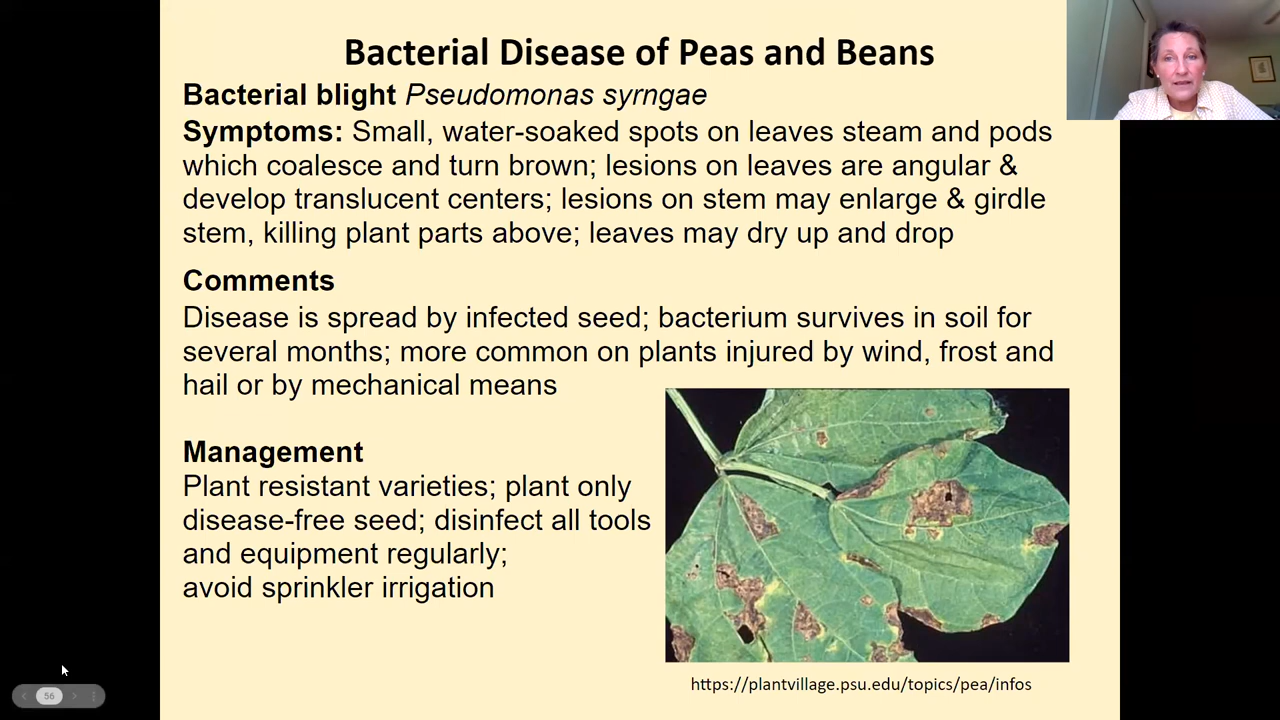 Bacterial Disease of Peas and Beans
Bacterial blight Pseudomonas syrngae
Symptoms: Small, water-soaked spots on leaves steam and pods
which coalesce and turn brown; lesions on leaves are angular &
develop translucent centers; lesions on stem may enlarge & girdle
stem, killing plant parts above; leaves may dry up and drop
Comments
Disease is spread by infected seed; bacterium survives in soil for
several months; more common on plants injured by wind, frost and
hail or by mechanical means
Management
Plant resistant varieties; plant only
disease-free seed; disinfect all tools
and equipment regularly;
avoid sprinkler irrigation
https://plantvillage.psu.edu/topics/pea/infos
56